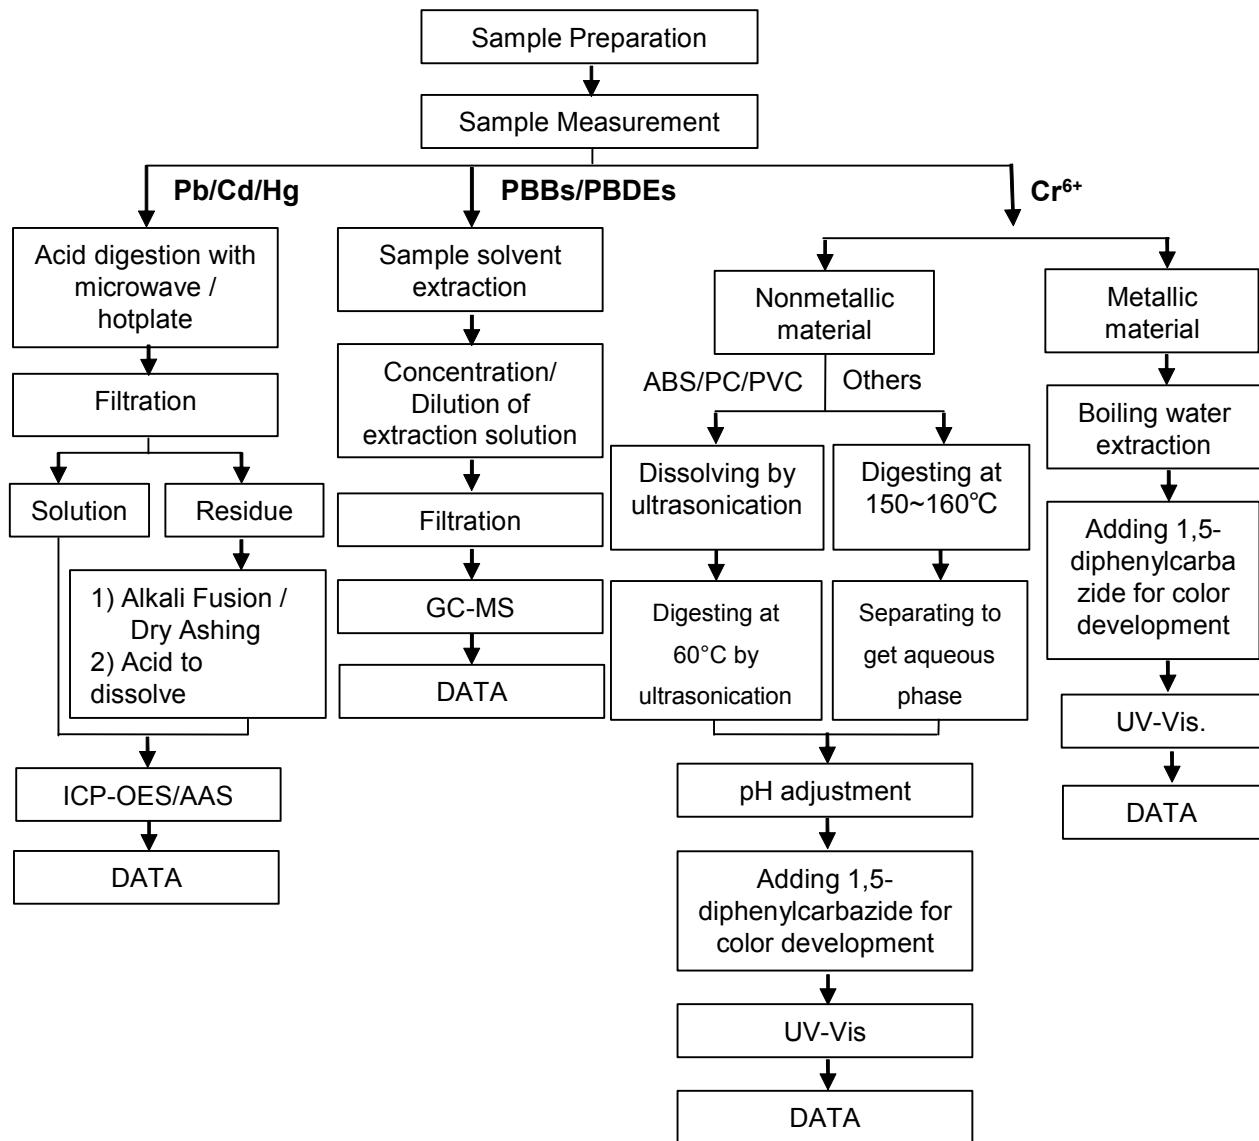 Sample Preparation
Sample Measurement
Pb/Cd/Hg
PBBs/PBDEs
Cr⁶⁺
Acid digestion with
microwave /
hotplate
Filtration
Solution
Residue
1) Alkali Fusion /
Dry Ashing
2) Acid to
dissolve
ICP-OES/AAS
DATA
Sample solvent
extraction
Concentration/
Dilution of
extraction solution
Filtration
GC-MS
DATA
Nonmetallic
material
ABS/PC/PVC
Others
Dissolving by
ultrasonication
Digesting at
60°C by
ultrasonication
Digesting at
150~160℃
Separating to
get aqueous
phase
pH adjustment
Adding 1,5-
diphenylcarbazide for
color development
UV-Vis
DATA
Metallic
material
Boiling water
extraction
Adding 1,5-
diphenylcarba
zide for color
development
UV-Vis.
DATA